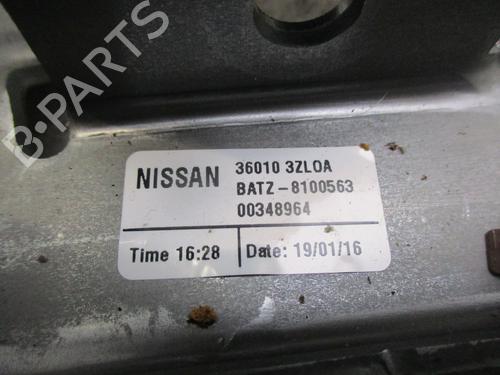 NISSAN
36010 3ZL0A
BATZ-8100563
00348964
Time 16:28
Date: 19/01/16
B-PARTS